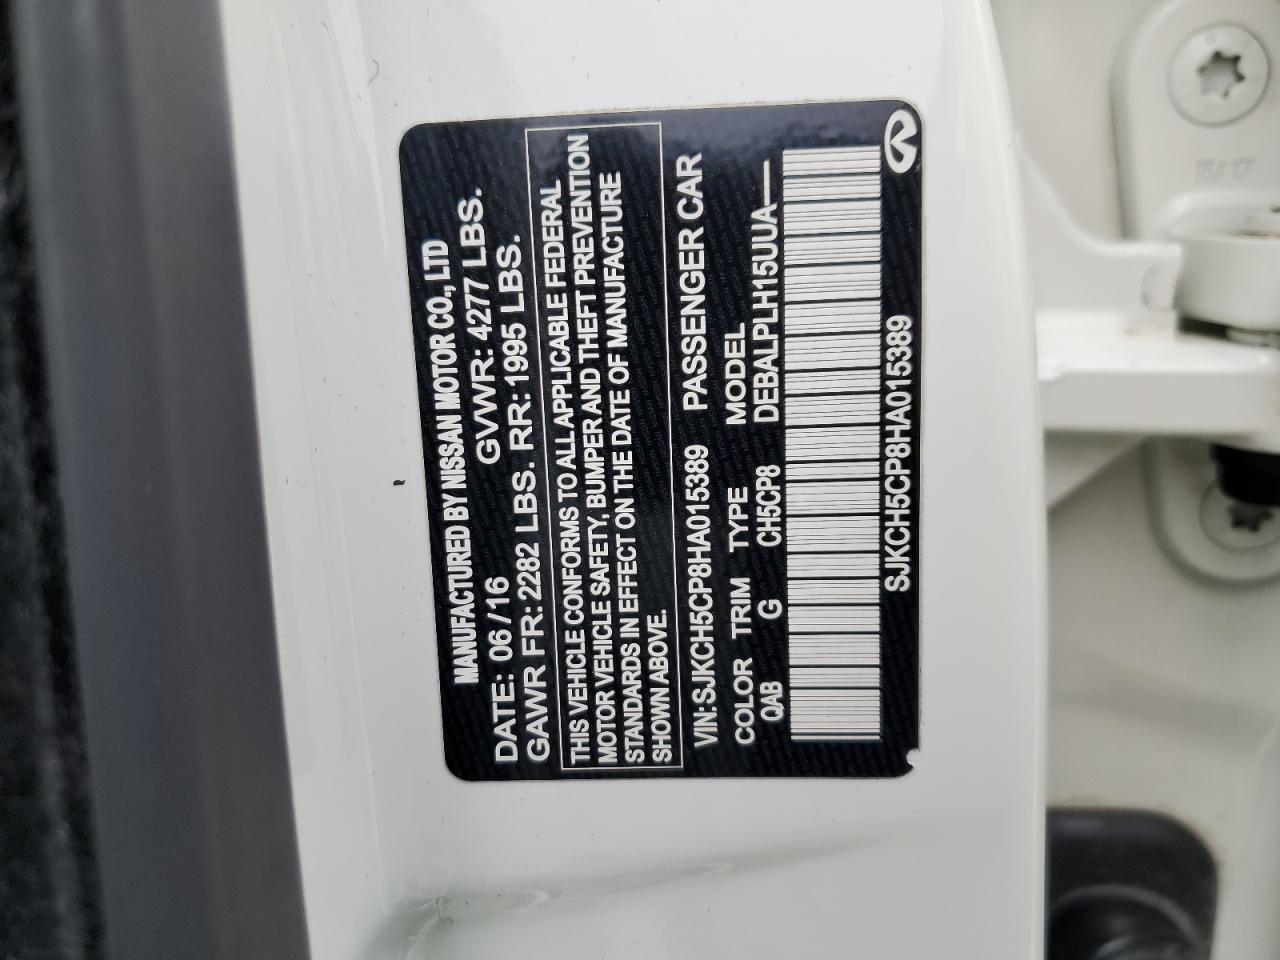 MANUFACTURED BY NISSAN MOTOR CO., LTD
DATE: 06 /16 GVWR: 4277 LBS.
GAWR FR: 2282 LBS. RR: 1995 LBS.
THIS VEHICLE CONFORMS TO ALL APPLICABLE FEDERAL
MOTOR VEHICLE SAFETY, BUMPER AND THEFT PREVENTION
STANDARDS IN EFFECT ON THE DATE OF MANUFACTURE
SHOWN ABOVE.
VIN: SJKCH5CP8HA015389 PASSENGER CAR
COLOR TRIM TYPE MODEL
QAB G CH5CP8 DEBALPLH15UUA——
SJKCH5CP8HA015389